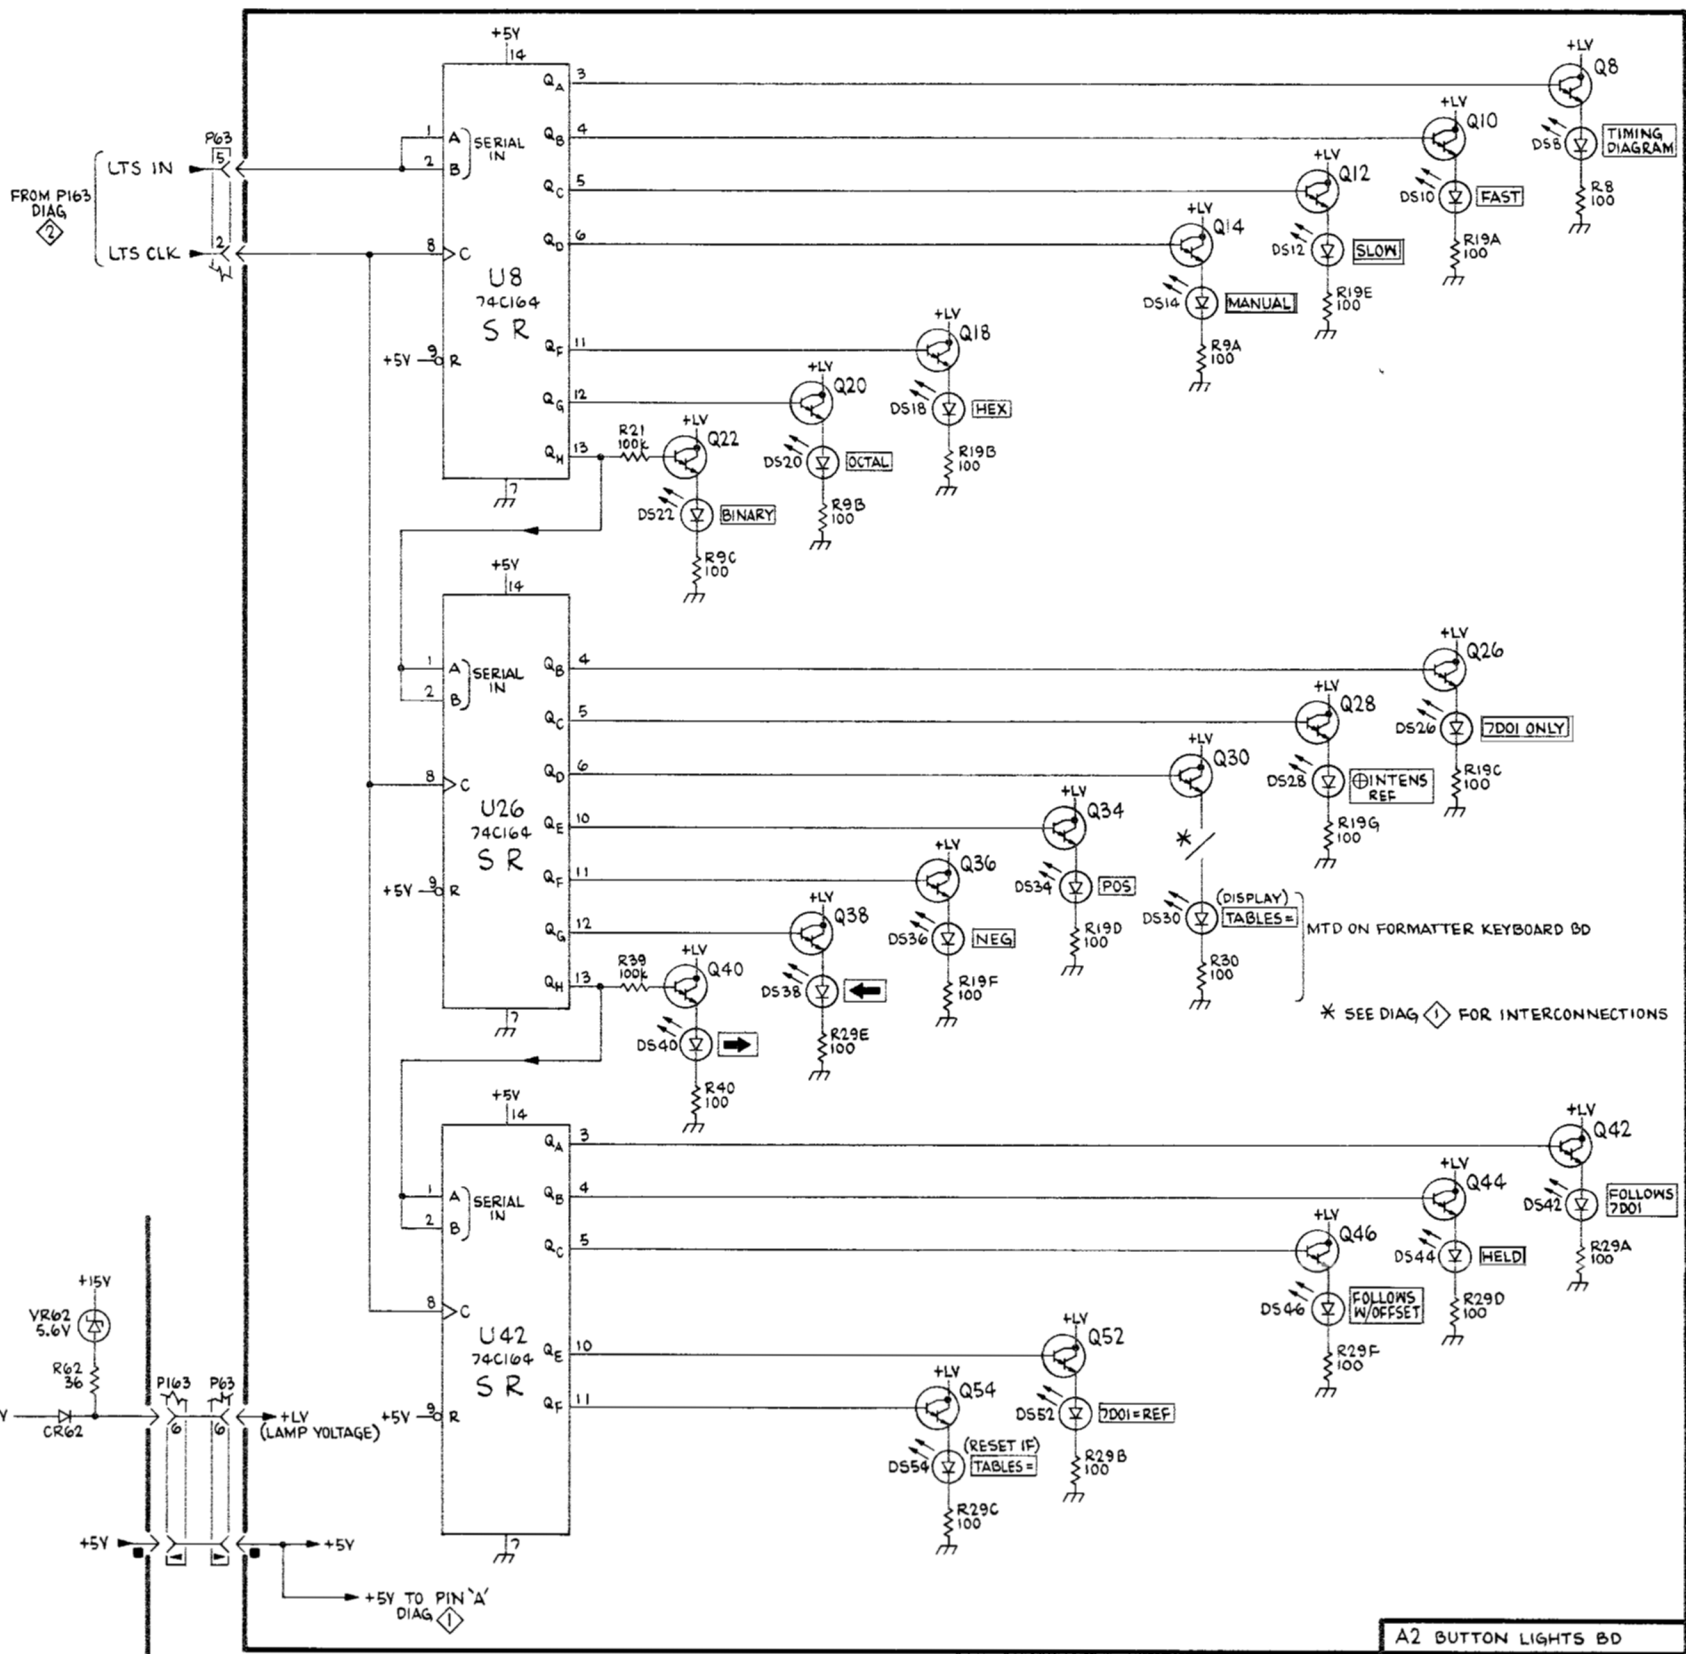 +5V
14
QA 3
+LV
Q8
DS8
TIMING
DIAGRAM
R8
100
QB 4
+LV
Q10
DS10
FAST
R19A
100
P63
5
LTS IN
1 A
2 B
SERIAL
IN
QC 5
+LV
Q12
DS12
SLOW
R19E
100
FROM P163
DIAG
2
LTS CLK
2
8 C
QD 6
+LV
Q14
DS14
MANUAL
R9A
100
U8
74C164
S R
+5V 9 R
QF 11
+LV
Q18
DS18
HEX
R19B
100
QG 12
+LV
Q20
DS20
OCTAL
R9B
100
QH 13
R21
100K
+LV
Q22
DS22
BINARY
R9C
100
7
+5V
14
1 A
2 B
SERIAL
IN
QB 4
+LV
Q26
DS26
7D01 ONLY
R19C
100
QC 5
+LV
Q28
DS28
⊕INTENS
REF
R19G
100
8 C
QD 6
+LV
Q30
*
DS30
(DISPLAY)
TABLES=
R30
100
MTD ON FORMATTER KEYBOARD BD
* SEE DIAG 1 FOR INTERCONNECTIONS
U26
74C164
S R
+5V 9 R
QE 10
+LV
Q34
DS34
POS
R19D
100
QF 11
+LV
Q36
DS36
NEG
R19F
100
QG 12
+LV
Q38
DS38
R29E
100
QH 13
R39
100K
+LV
Q40
DS40
R40
100
7
+5V
14
QA 3
+LV
Q42
DS42
FOLLOWS
7D01
R29A
100
1 A
2 B
SERIAL
IN
QB 4
+LV
Q44
DS44
HELD
R29D
100
QC 5
+LV
Q46
DS46
FOLLOWS
W/OFFSET
R29F
100
8 C
U42
74C164
S R
+5V 9 R
QE 10
+LV
Q52
DS52
7D01=REF
R29B
100
QF 11
+LV
Q54
DS54
(RESET IF)
TABLES=
R29C
100
7
+15V
VR62
5.6V
R62
36
V
CR62
P163
6
P63
6
+LV
(LAMP VOLTAGE)
+5V
+5V
+5V TO PIN 'A'
DIAG 1
A2 BUTTON LIGHTS BD